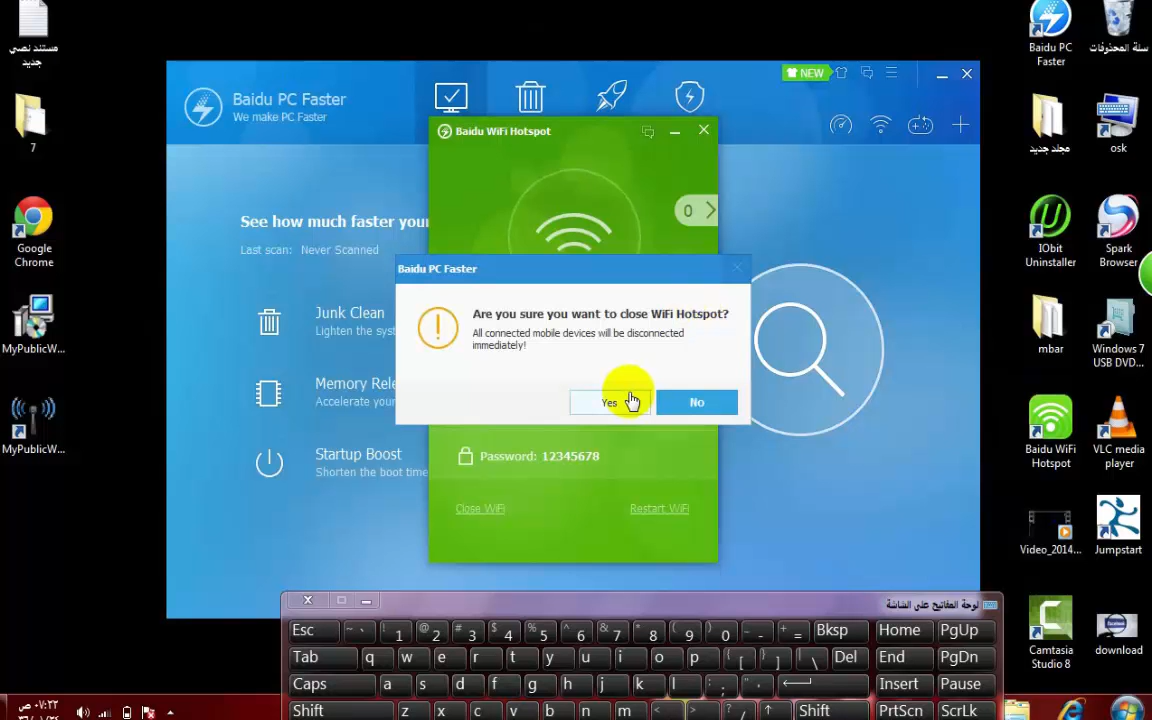 مستند نصي
جديد
7
Google
Chrome
MyPublicW...
MyPublicW...
Baidu PC Faster
We make PC Faster
NEW
See how much faster your
Last scan: Never Scanned
Junk Clean
Lighten the sys
Memory Rele
Accelerate your
Startup Boost
Shorten the boot time
Baidu WiFi Hotspot
0
Baidu PC Faster
Are you sure you want to close WiFi Hotspot?
All connected mobile devices will be disconnected
immediately!
Yes
No
Password: 12345678
Close WiFi
Restart WiFi
Baidu PC
Faster
سلة المحذوفات
مجلد جديد
osk
IObit
Uninstaller
Spark
Browser
mbar
Windows 7
USB DVD...
Baidu WiFi
Hotspot
VLC media
player
Video_2014...
Jumpstart
Camtasia
Studio 8
download
لوحة المفاتيح على الشاشة
Esc ~ ` ! 1 @ 2 # 3 $ 4 % 5 ^ 6 & 7 * 8 ( 9 ) 0 _ - + = Bksp Home PgUp
Tab q w e r t y u i o p { [ } ] | \ Del End PgDn
Caps a s d f g h j k l : ; " ' Insert Pause
Shift z x c v b n m < , > . ? / Shift PrtScn ScrLk
٠٧:٢٢ ص